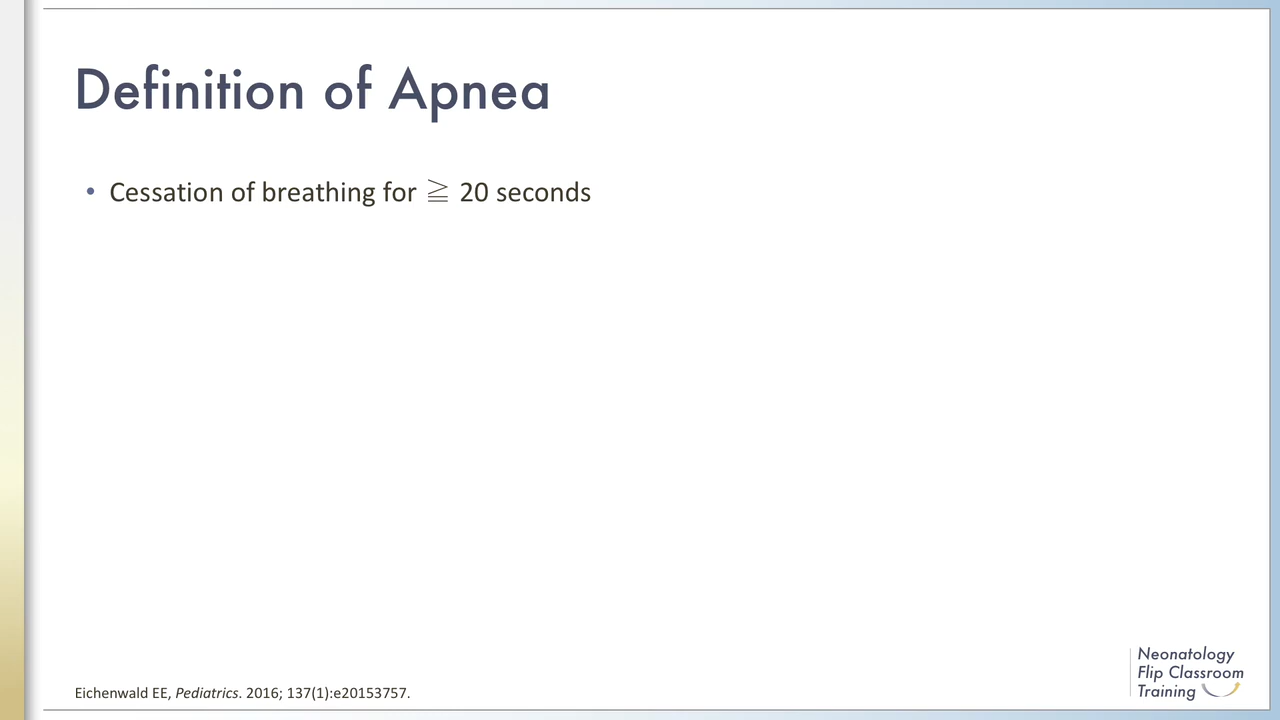 Definition of Apnea
• Cessation of breathing for ≧ 20 seconds
Neonatology
Flip Classroom
Training
Eichenwald EE, Pediatrics. 2016; 137(1):e20153757.